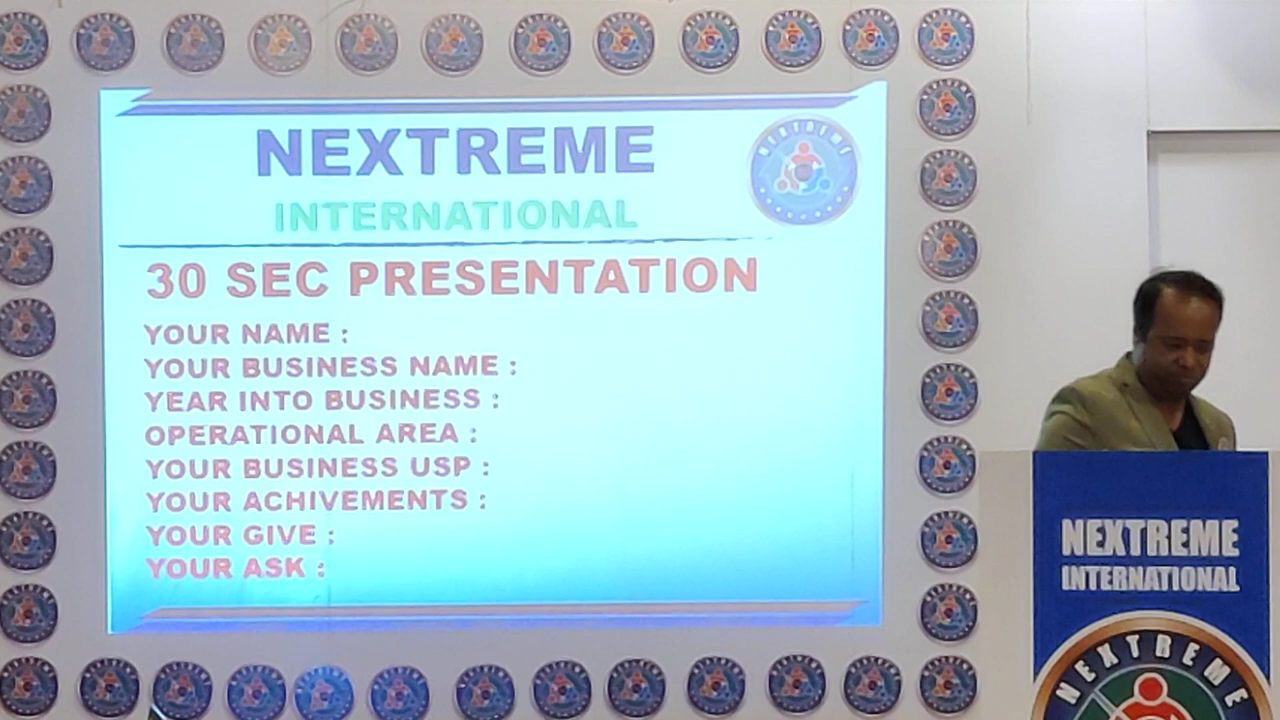 NEXTREME
INTERNATIONAL
NEXTREME
30 SEC PRESENTATION
YOUR NAME :
YOUR BUSINESS NAME :
YEAR INTO BUSINESS :
OPERATIONAL AREA :
YOUR BUSINESS USP :
YOUR ACHIVEMENTS :
YOUR GIVE :
YOUR ASK :
NEXTREME
INTERNATIONAL
NEXTREME